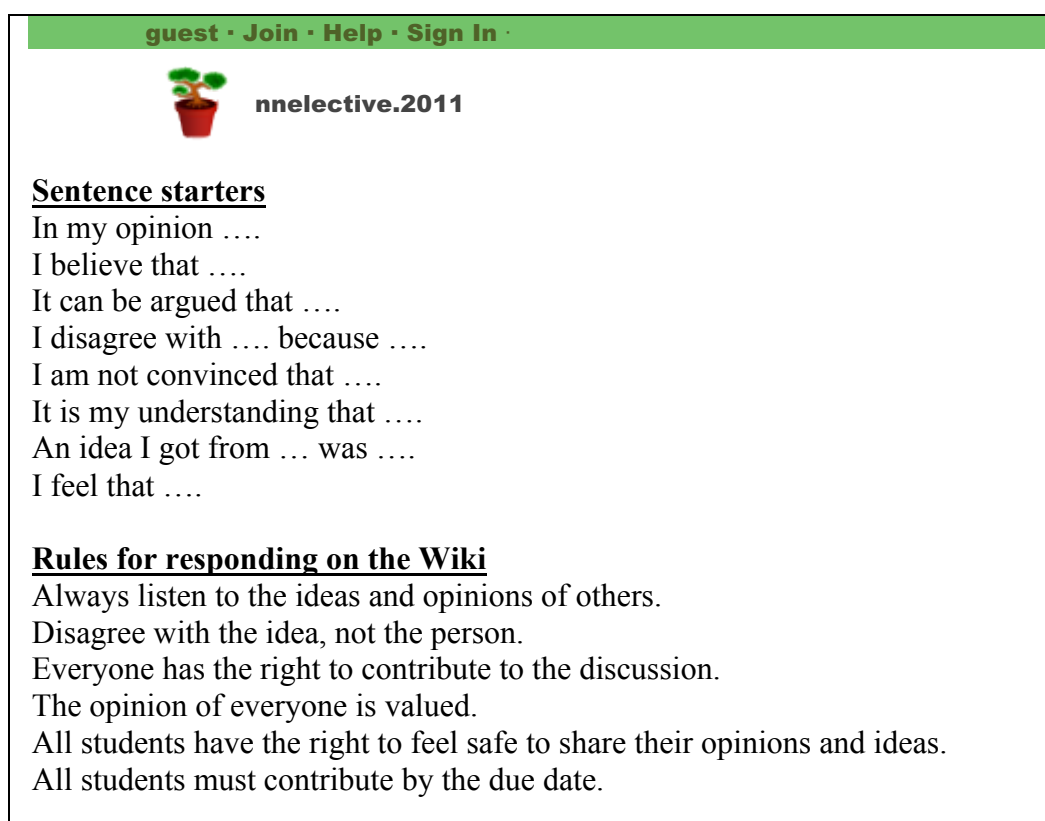 guest · Join · Help · Sign In ·
nnelective.2011
Sentence starters
In my opinion ….
I believe that ….
It can be argued that ….
I disagree with …. because ….
I am not convinced that ….
It is my understanding that ….
An idea I got from … was ….
I feel that ….
Rules for responding on the Wiki
Always listen to the ideas and opinions of others.
Disagree with the idea, not the person.
Everyone has the right to contribute to the discussion.
The opinion of everyone is valued.
All students have the right to feel safe to share their opinions and ideas.
All students must contribute by the due date.